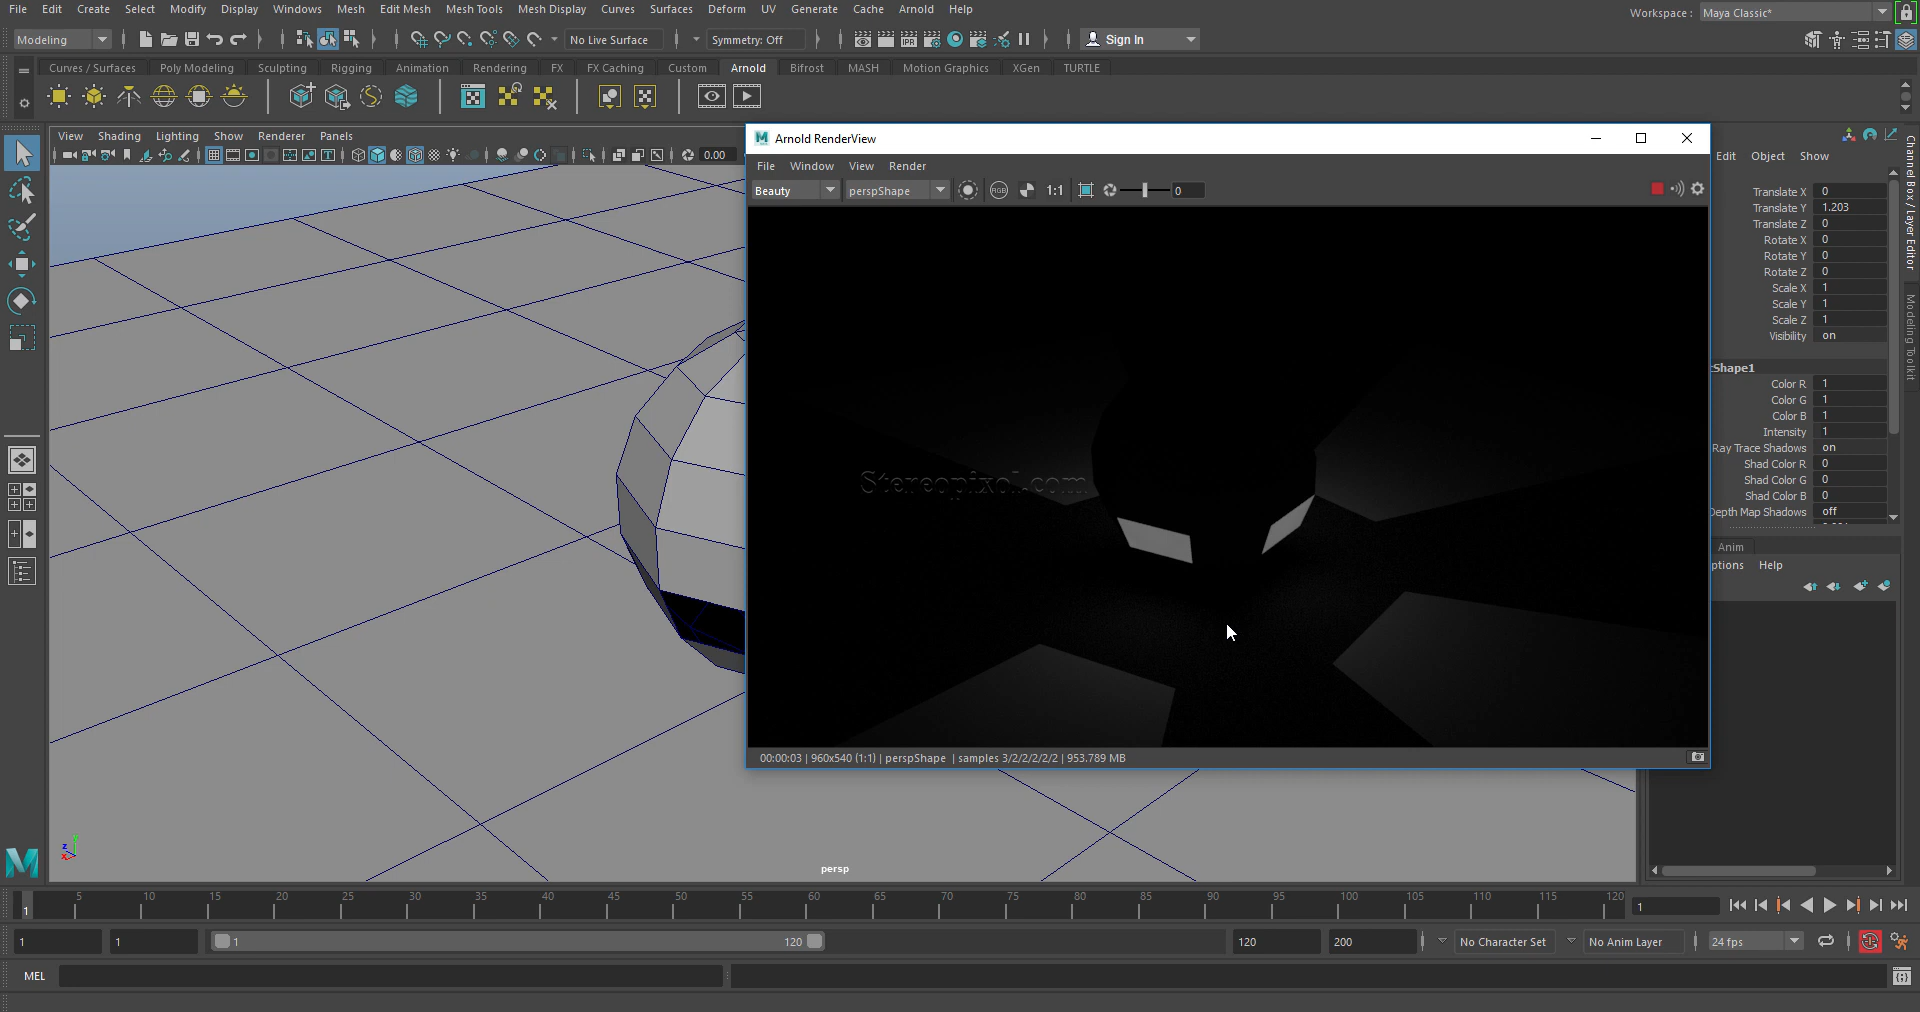 File Edit Create Select Modify Display Windows Mesh Edit Mesh Mesh Tools Mesh Display Curves Surfaces Deform UV Generate Cache Arnold Help
Workspace : Maya Classic*
Modeling No Live Surface Symmetry: Off IPR Sign In
Curves / Surfaces Poly Modeling Sculpting Rigging Animation Rendering FX FX Caching Custom Arnold Bifrost MASH Motion Graphics XGen TURTLE
View Shading Lighting Show Renderer Panels
0.00
Arnold RenderView
File Window View Render
Beauty perspShape RGB 1:1 0
Stereopixol.com
00:00:03 | 960x540 (1:1) | perspShape | samples 3/2/2/2/2/2 | 953.789 MB
Edit Object Show
Translate X 0
Translate Y 1.203
Translate Z 0
Rotate X 0
Rotate Y 0
Rotate Z 0
Scale X 1
Scale Y 1
Scale Z 1
Visibility on
Shape1
Color R 1
Color G 1
Color B 1
Intensity 1
Ray Trace Shadows on
Shad Color R 0
Shad Color G 0
Shad Color B 0
Depth Map Shadows off
Anim
ptions Help
Channel Box / Layer Editor
Modeling Toolkit
y
z
x
persp
1 5 10 15 20 25 30 35 40 45 50 55 60 65 70 75 80 85 90 95 100 105 110 115 120
1
1 1 1 120 120 200 No Character Set No Anim Layer 24 fps
MEL